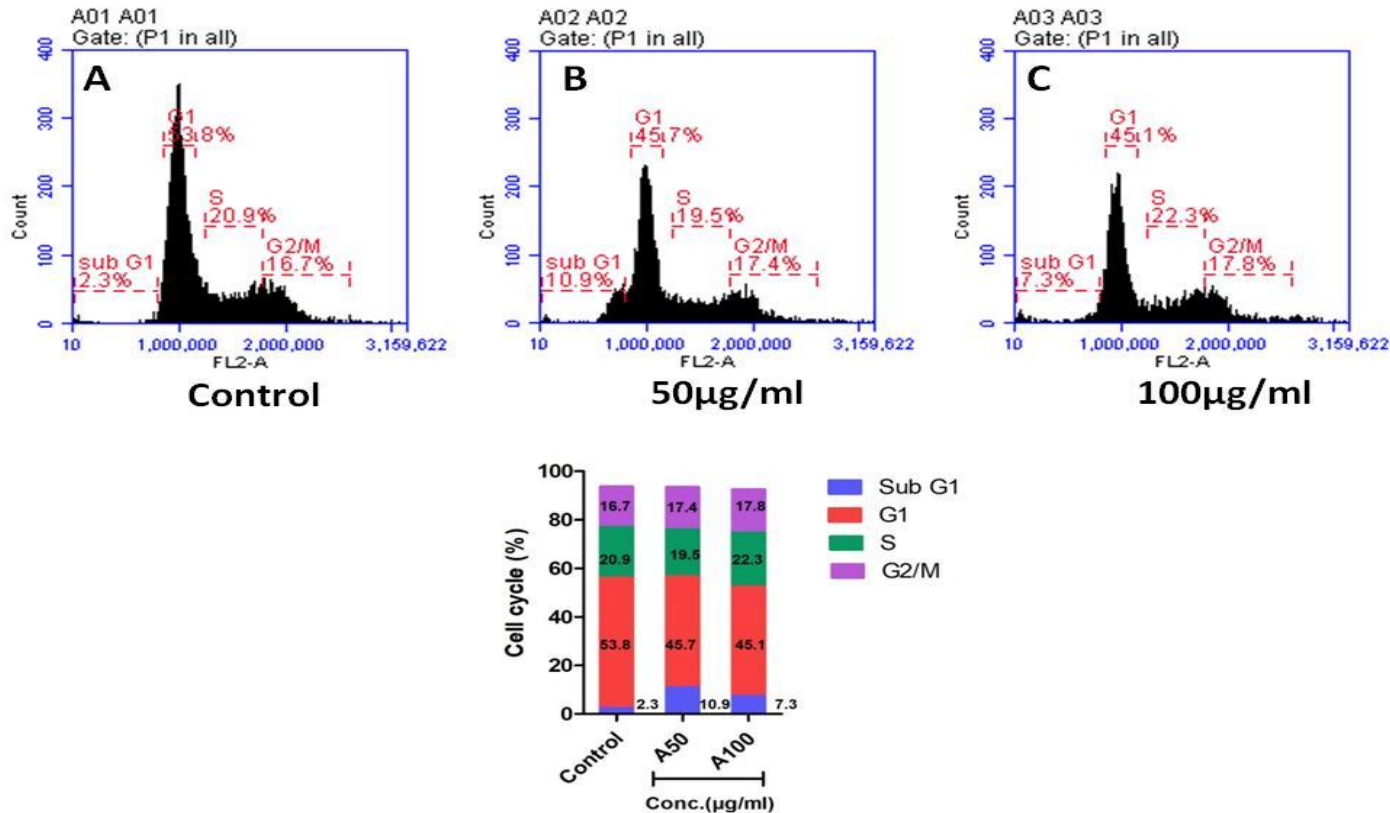 A01 A01
Gate: (P1 in all)
A
400
300
200
100
0
Count
G1
53.8%
S
20.9%
G2/M
16.7%
sub G1
2.3%
10
1,000,000
2,000,000
3,159,622
FL2-A
Control
A02 A02
Gate: (P1 in all)
B
400
300
200
100
0
Count
G1
45.7%
S
19.5%
G2/M
17.4%
sub G1
10.9%
10
1,000,000
2,000,000
3,159,622
FL2-A
50µg/ml
A03 A03
Gate: (P1 in all)
C
400
300
200
100
0
Count
G1
45.1%
S
22.3%
G2/M
17.8%
sub G1
7.3%
10
1,000,000
2,000,000
3,159,622
FL2-A
100µg/ml
Cell cycle (%)
100
80
60
40
20
0
16.7
20.9
53.8
2.3
17.4
19.5
45.7
10.9
17.8
22.3
45.1
7.3
Control
A50
A100
Conc.(µg/ml)
Sub G1
G1
S
G2/M